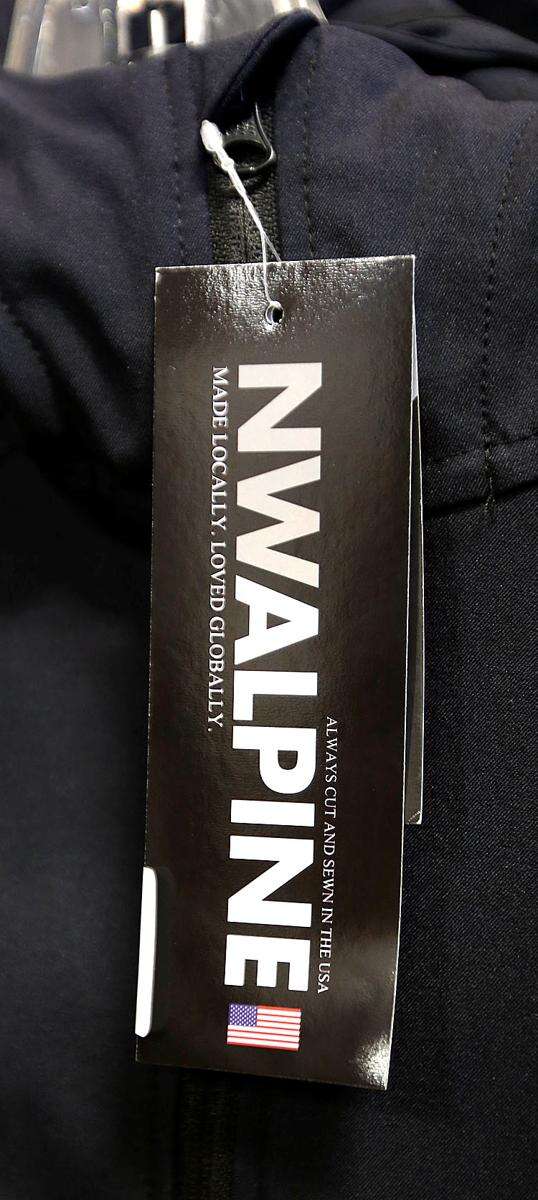 ALWAYS CUT AND SEWN IN THE USA
NWALPINE
MADE LOCALLY. LOVED GLOBALLY.